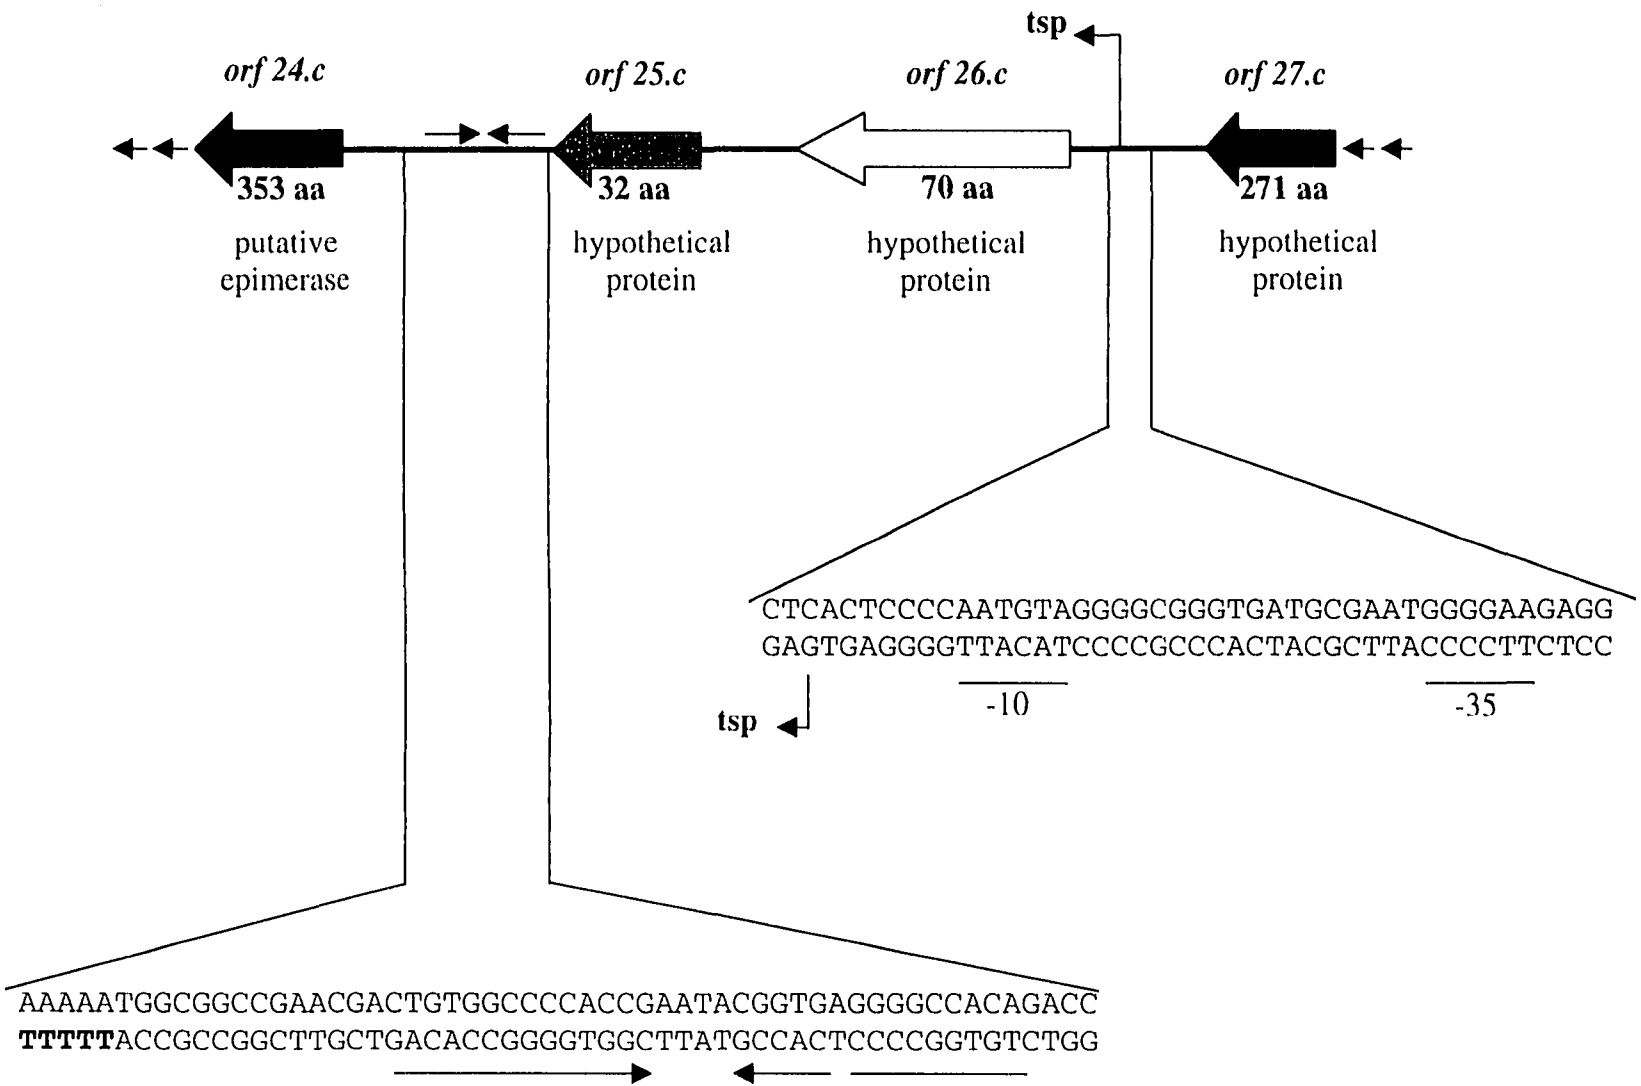 tsp
orf 24.c
orf 25.c
orf 26.c
orf 27.c
353 aa
32 aa
70 aa
271 aa
putative
epimerase
hypothetical
protein
hypothetical
protein
hypothetical
protein
CTCACTCCCCAATGTAGGGGCGGGTGATGCGAATGGGGAAGAGG
GAGTGAGGGGTTACATCCCCGCCCACTACGCTTACCCCTTCTCC
-10
-35
tsp
AAAAATGGCGGCCGAACGACTGTGGCCCCACCGAATACGGTGAGGGGCCACAGACC
TTTTTACCGCCGGCTTGCTGACACCGGGGTGGCTTATGCCACTCCCCGGTGTCTGG